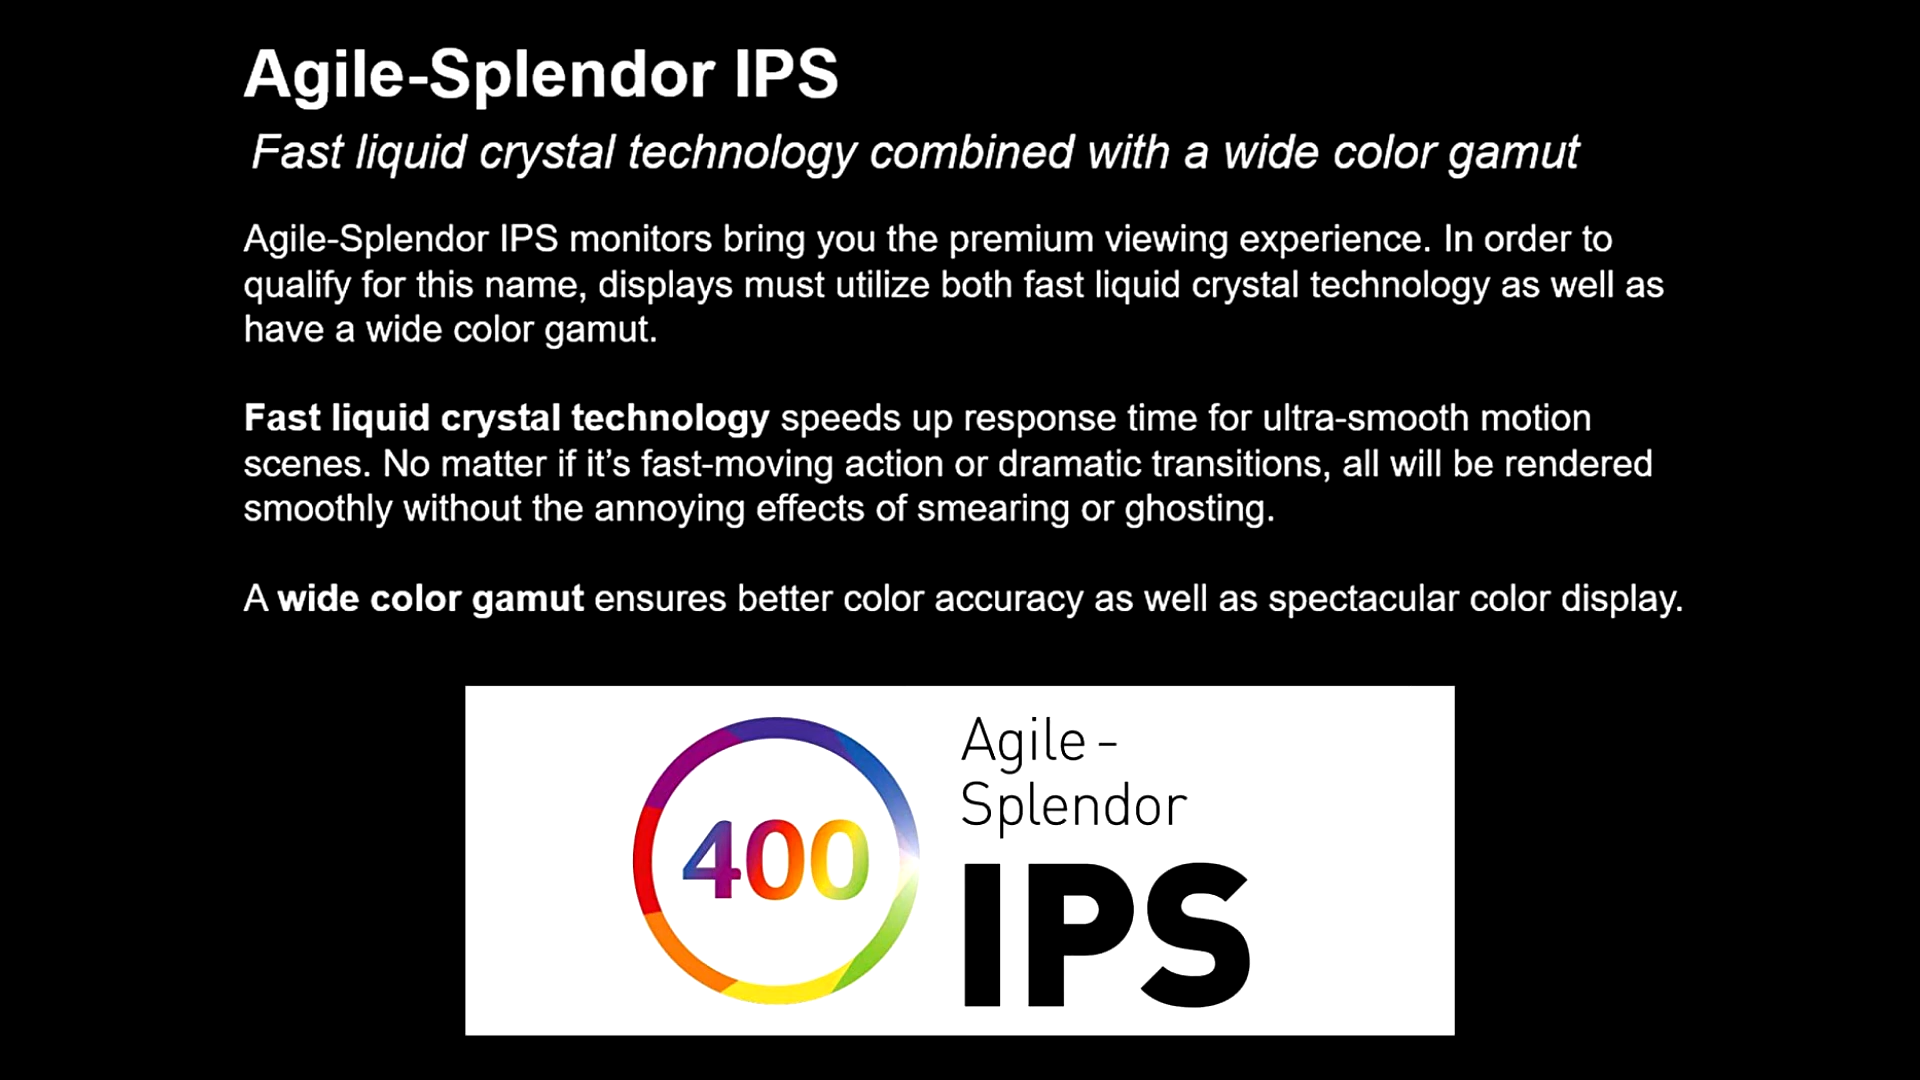 Agile-Splendor IPS
Fast liquid crystal technology combined with a wide color gamut
Agile-Splendor IPS monitors bring you the premium viewing experience. In order to
qualify for this name, displays must utilize both fast liquid crystal technology as well as
have a wide color gamut.
Fast liquid crystal technology speeds up response time for ultra-smooth motion
scenes. No matter if it’s fast-moving action or dramatic transitions, all will be rendered
smoothly without the annoying effects of smearing or ghosting.
A wide color gamut ensures better color accuracy as well as spectacular color display.
400
Agile-
Splendor
IPS